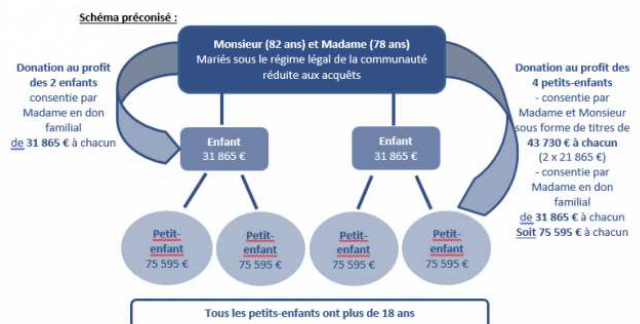 Schéma préconisé :
Monsieur (82 ans) et Madame (78 ans)
Mariés sous le régime légal de la communauté
réduite aux acquêts
Donation au profit
des 2 enfants
consentie par
Madame en don
familial
de 31 865 € à chacun
Donation au profit des
4 petits-enfants
- consentie par
Madame et Monsieur
sous forme de titres de
43 730 € à chacun
(2 x 21 865 €)
- consentie par
Madame en don
familial
de 31 865 € à chacun
Soit 75 595 € à chacun
Enfant
31 865 €
Enfant
31 865 €
Petit-
enfant
75 595 €
Petit-
enfant
75 595 €
Petit-
enfant
75 595 €
Petit-
enfant
75 595 €
Tous les petits-enfants ont plus de 18 ans